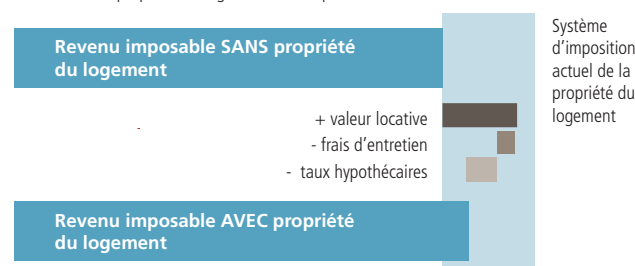 Revenu imposable SANS propriété
du logement
Système
d’imposition
actuel de la
propriété du
logement
+ valeur locative
- frais d’entretien
- taux hypothécaires
Revenu imposable AVEC propriété
du logement